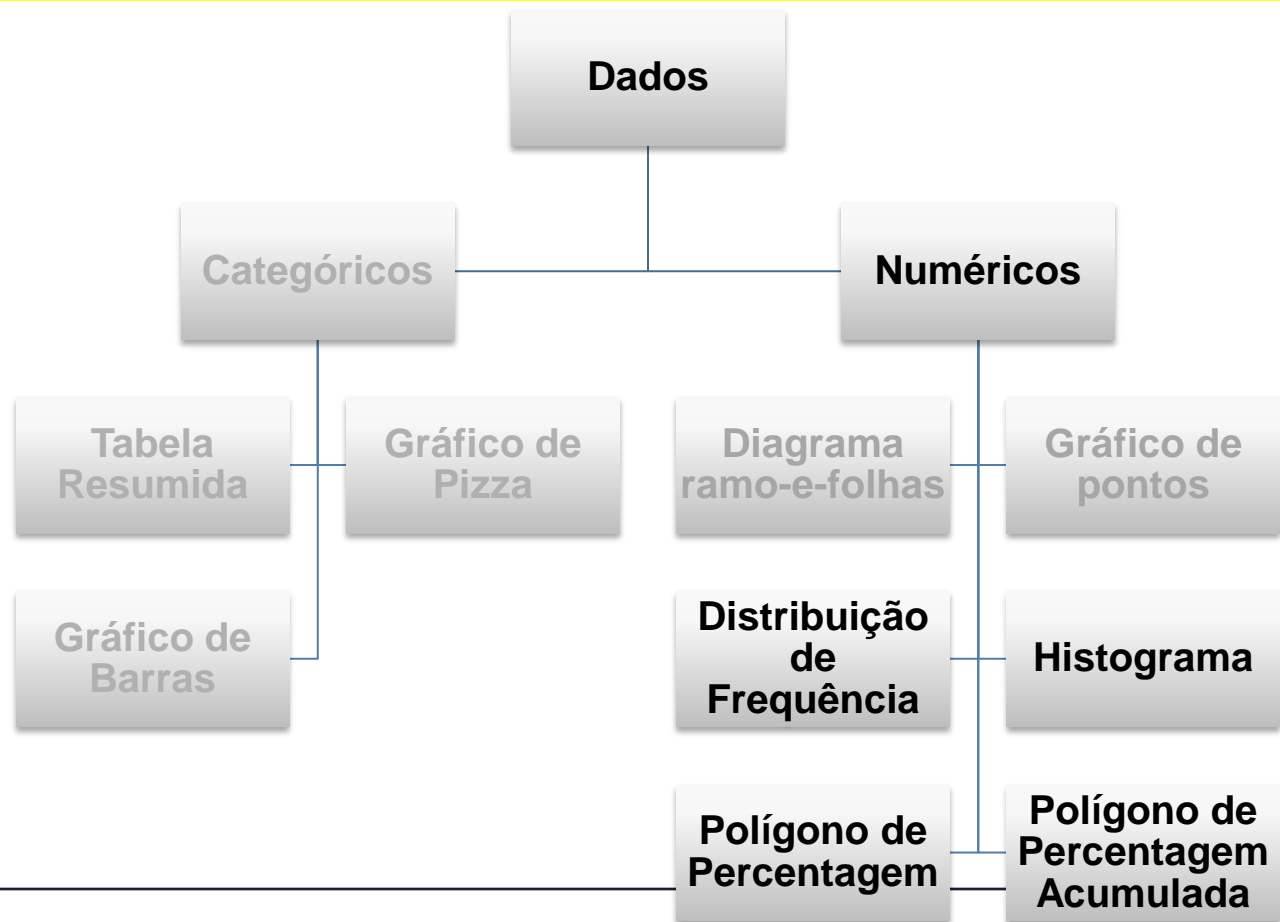 Dados
Categóricos
Numéricos
Tabela
Resumida
Gráfico de
Pizza
Diagrama
ramo-e-folhas
Gráfico de
pontos
Gráfico de
Barras
Distribuição
de
Frequência
Histograma
Polígono de
Percentagem
Polígono de
Percentagem
Acumulada